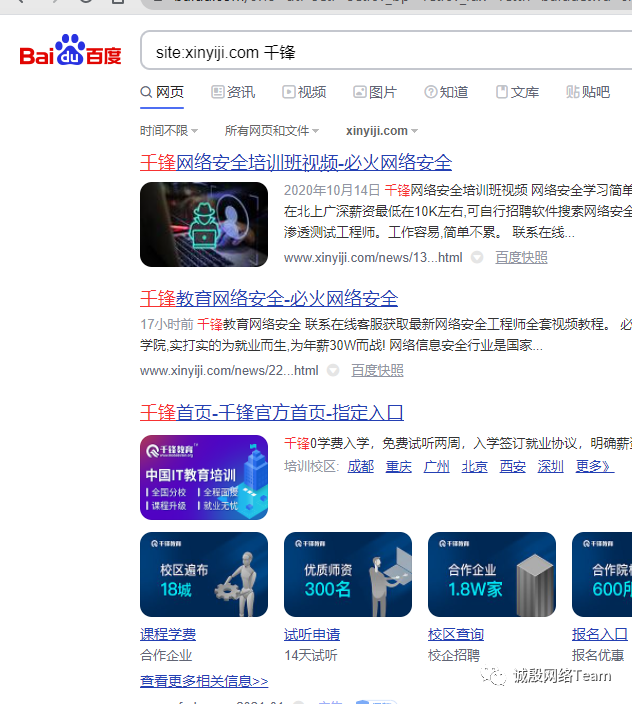 Bai du 百度
site:xinyiji.com 千锋
网页 资讯 视频 图片 知道 文库 贴吧
时间不限 所有网页和文件 xinyiji.com
千锋网络安全培训班视频-必火网络安全
2020年10月14日 千锋网络安全培训班视频 网络安全学习简单
在北上广深薪资最低在10K左右,可自行招聘软件搜索网络安全
渗透测试工程师。工作容易,简单不累。 联系在线...
www.xinyiji.com/news/13...html 百度快照
千锋教育网络安全-必火网络安全
17小时前 千锋教育网络安全 联系在线客服获取最新网络安全工程师全套视频教程。 必
学院,实打实的为就业而生,为年薪30W而战! 网络信息安全行业是国家...
www.xinyiji.com/news/22...html 百度快照
千锋首页-千锋官方首页-指定入口
千锋教育
中国IT教育培训
全国分校 全程面授
课程升级 就业无忧
千锋0学费入学，免费试听两周，入学签订就业协议，明确薪
培训校区: 成都 重庆 广州 北京 西安 深圳 更多》
千锋教育 千锋教育 千锋教育 千锋教育
校区遍布 优质师资 合作企业 合作院
18城 300名 1.8W家 600所
课程学费 试听申请 校区查询 报名入口
合作企业 14天试听 校企招聘 报名优惠
查看更多相关信息>>
诚殷网络Team